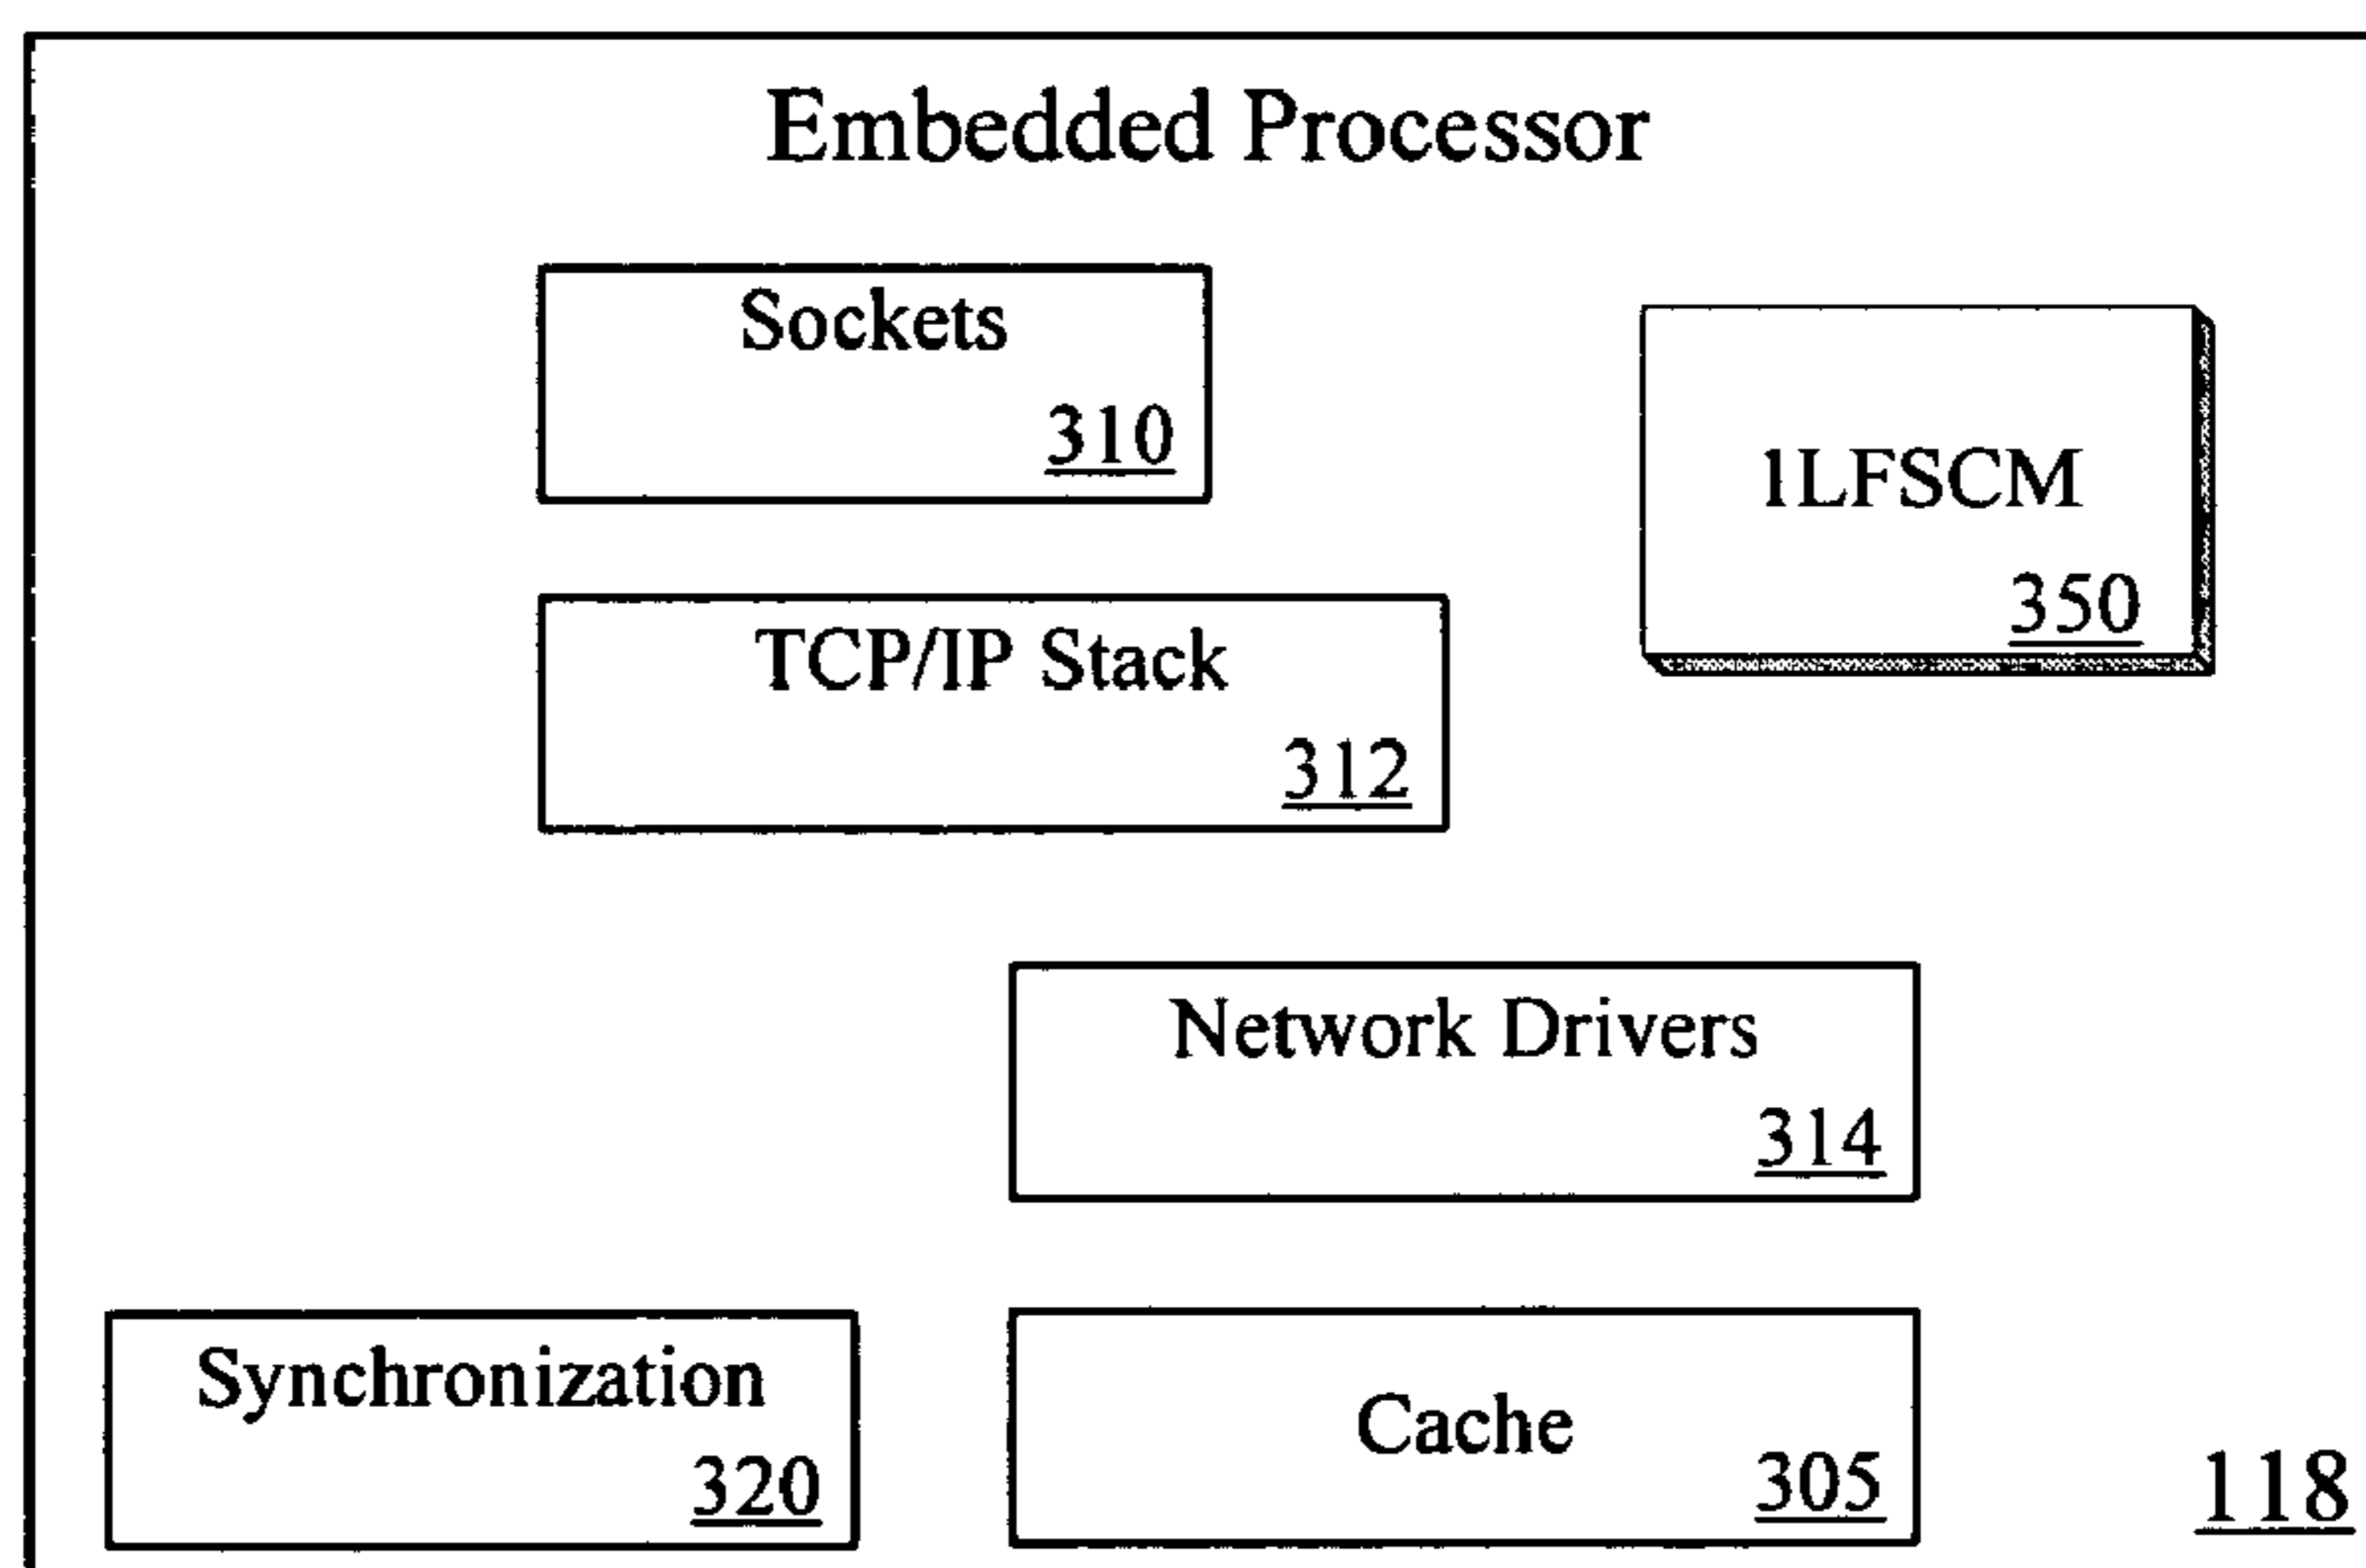 Embedded Processor
Sockets
310
1LFSCM
350
TCP/IP Stack
312
Network Drivers
314
Synchronization
320
Cache
305
118